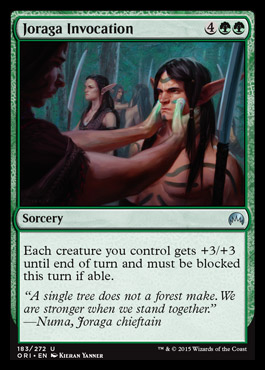 Joraga Invocation 4
Sorcery
Each creature you control gets +3/+3
until end of turn and must be blocked
this turn if able.
“A single tree does not a forest make. We
are stronger when we stand together.”
—Numa, Joraga chieftain
183/272 U
ORI • EN KIERAN YANNER
™ & © 2015 Wizards of the Coast